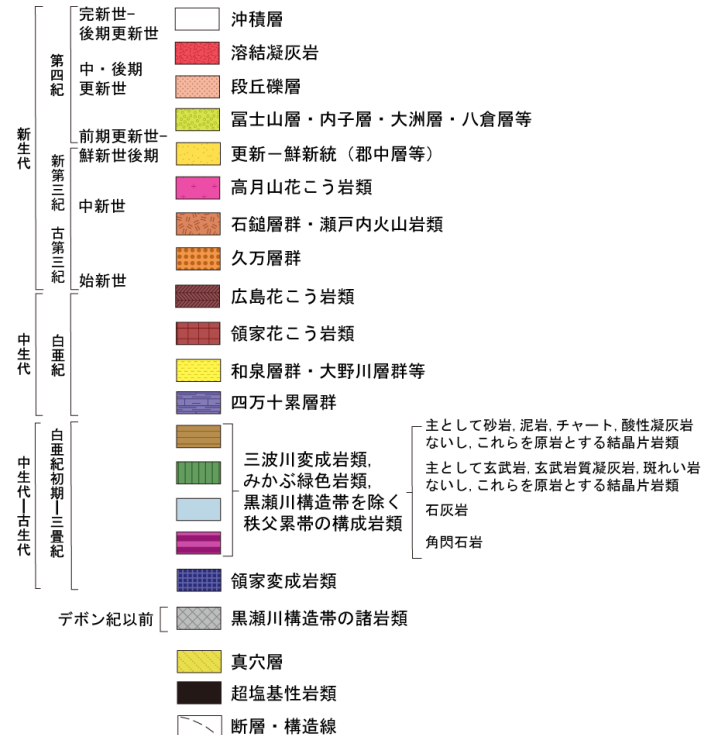 新生代
第四紀
完新世−
後期更新世
沖積層
溶結凝灰岩
中・後期
更新世
段丘礫層
冨士山層・内子層・大洲層・八倉層等
前期更新世−
鮮新世後期
更新−鮮新統（郡中層等）
新第三紀
高月山花こう岩類
中新世
石鎚層群・瀬戸内火山岩類
古第三紀
久万層群
始新世
中生代
白亜紀
広島花こう岩類
領家花こう岩類
和泉層群・大野川層群等
四万十累層群
中生代―古生代
白亜紀初期―三畳紀
三波川変成岩類,
みかぶ緑色岩類,
黒瀬川構造帯を除く
秩父累帯の構成岩類
主として砂岩, 泥岩, チャート, 酸性凝灰岩
ないし, これらを原岩とする結晶片岩類
主として玄武岩, 玄武岩質凝灰岩, 斑れい岩
ないし, これらを原岩とする結晶片岩類
石灰岩
角閃石岩
領家変成岩類
デボン紀以前
黒瀬川構造帯の諸岩類
真穴層
超塩基性岩類
断層・構造線